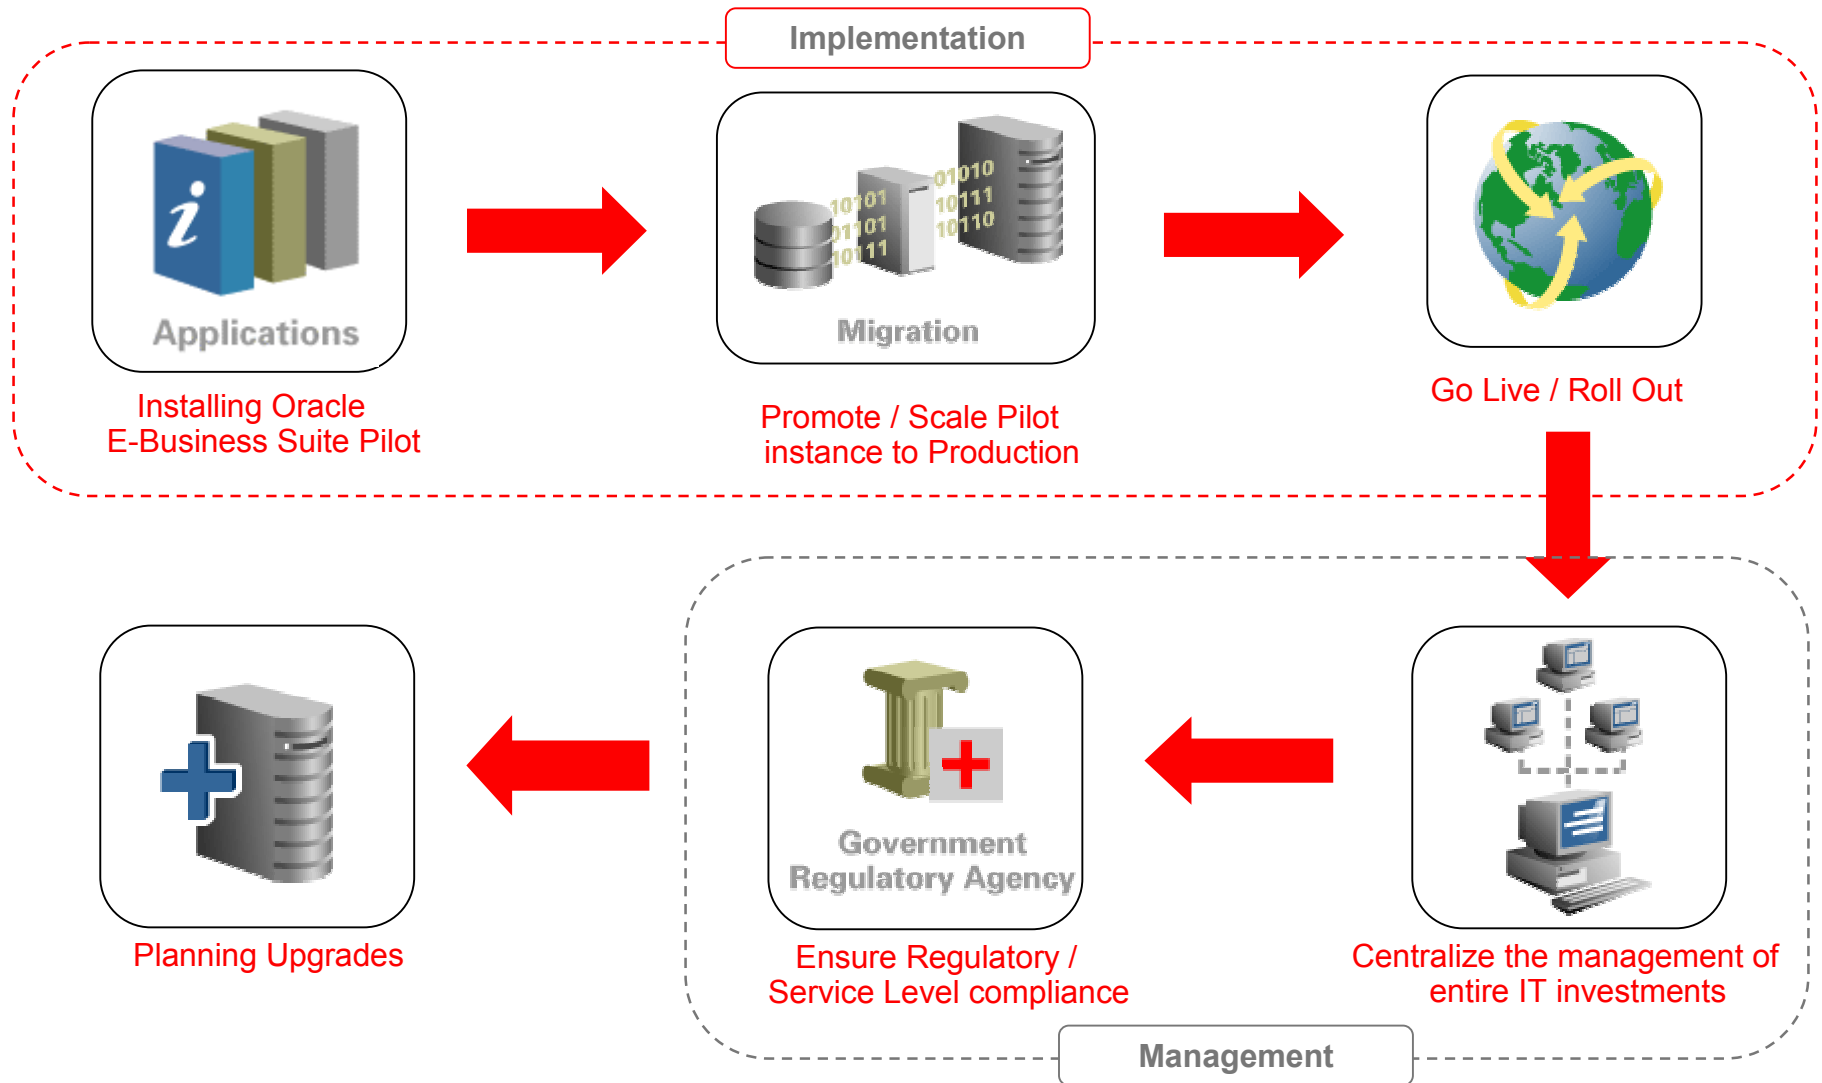 Implementation
i
10101
01101
10111
01010
10111
10110
Applications
Migration
Installing Oracle
E-Business Suite Pilot
Promote / Scale Pilot
instance to Production
Go Live / Roll Out
Government
Regulatory Agency
Planning Upgrades
Ensure Regulatory /
Service Level compliance
Centralize the management of
entire IT investments
Management